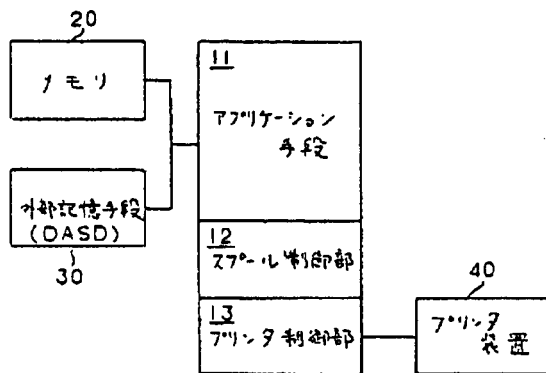 20
メモリ
外部記憶手段
(DASD)
30
11
アプリケーション
手段
12
スプール制御部
13
プリンタ制御部
40
プリンタ
装置